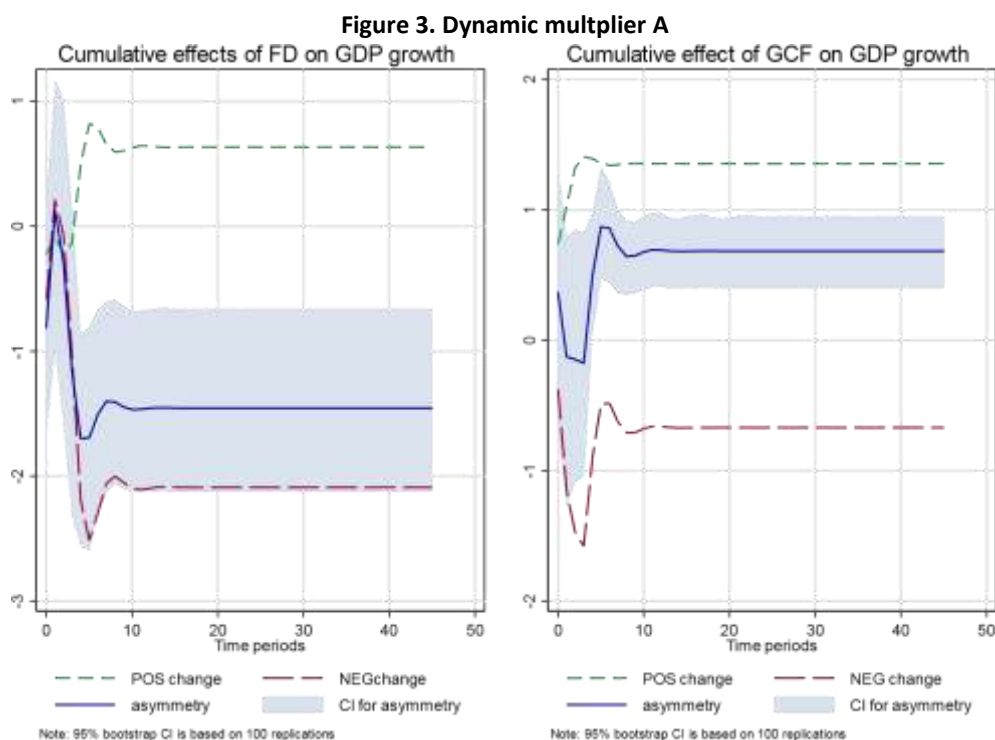 Figure 3. Dynamic multplier A
Cumulative effects of FD on GDP growth
1
0
-1
-2
-3
0 10 20 30 40 50
Time periods
POS change NEGchange
asymmetry CI for asymmetry
Note: 95% bootstrap CI is based on 100 replications
Cumulative effect of GCF on GDP growth
2
1
0
-1
-2
0 10 20 30 40 50
Time periods
POS change NEG change
asymmetry CI for asymmetry
Note: 95% bootstrap CI is based on 100 replications